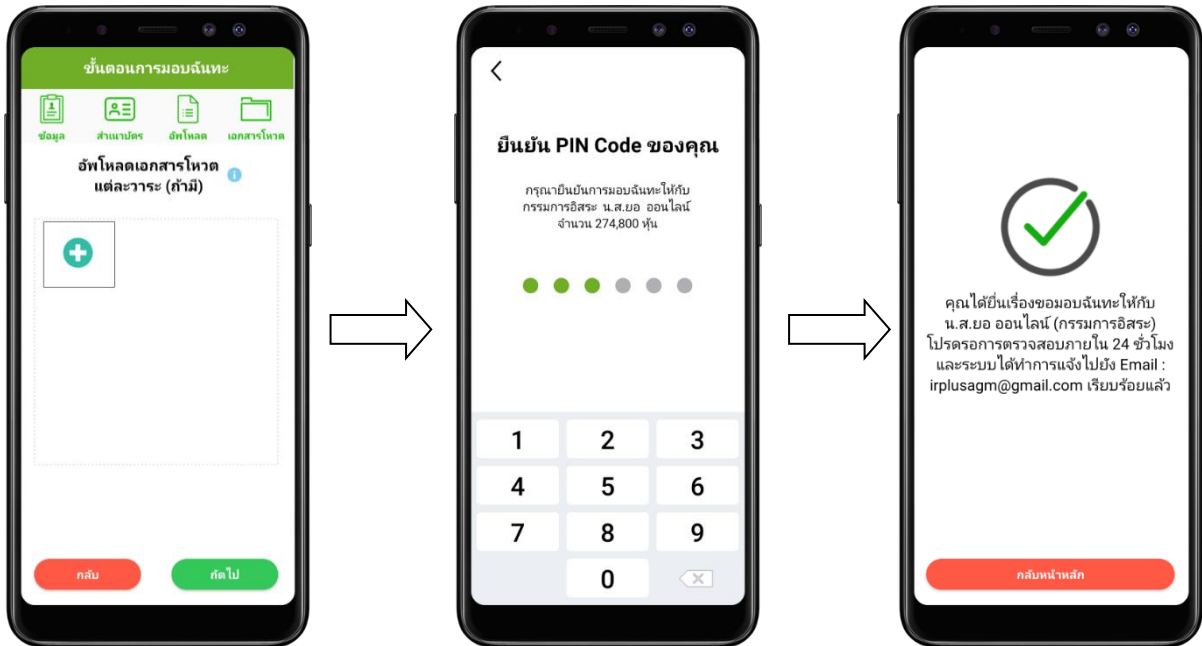 ขั้นตอนการมอบฉันทะ
ข้อมูล สำเนาบัตร อัพโหลด เอกสารโหวต
อัพโหลดเอกสารโหวต
แต่ละวาระ (ถ้ามี)
กลับ ถัดไป
ยืนยัน PIN Code ของคุณ
กรุณายืนยันการมอบฉันทะให้กับ
กรรมการอิสระ น.ส.ยอ ออนไลน์
จำนวน 274,800 หุ้น
1 2 3
4 5 6
7 8 9
0
คุณได้ยื่นเรื่องขอมอบฉันทะให้กับ
น.ส.ยอ ออนไลน์ (กรรมการอิสระ)
โปรดรอการตรวจสอบภายใน 24 ชั่วโมง
และระบบได้ทำการแจ้งไปยัง Email :
irplusagm@gmail.com เรียบร้อยแล้ว
กลับหน้าหลัก